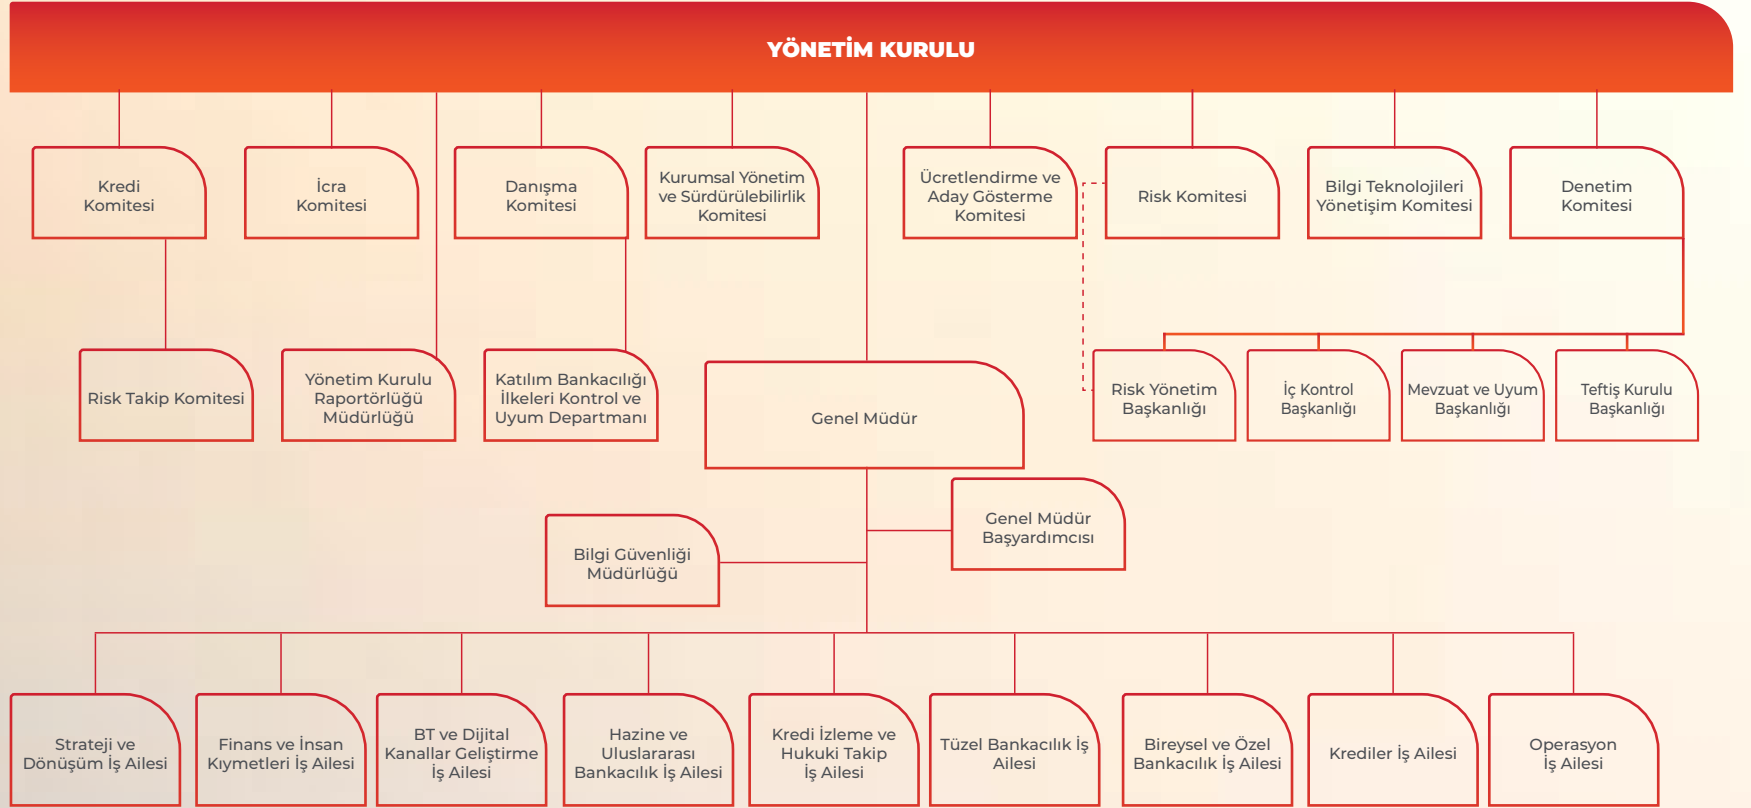 YÖNETİM KURULU
Kredi
Komitesi
İcra
Komitesi
Danışma
Komitesi
Kurumsal Yönetim
ve Sürdürülebilirlik
Komitesi
Ücretlendirme ve
Aday Gösterme
Komitesi
Risk Komitesi
Bilgi Teknolojileri
Yönetişim Komitesi
Denetim
Komitesi
Risk Takip Komitesi
Yönetim Kurulu
Raportörlüğü
Müdürlüğü
Katılım Bankacılığı
İlkeleri Kontrol ve
Uyum Departmanı
Genel Müdür
Risk Yönetim
Başkanlığı
İç Kontrol
Başkanlığı
Mevzuat ve Uyum
Başkanlığı
Teftiş Kurulu
Başkanlığı
Genel Müdür
Başyardımcısı
Bilgi Güvenliği
Müdürlüğü
Strateji ve
Dönüşüm İş Ailesi
Finans ve İnsan
Kıymetleri İş Ailesi
BT ve Dijital
Kanallar Geliştirme
İş Ailesi
Hazine ve
Uluslararası
Bankacılık İş Ailesi
Kredi İzleme ve
Hukuki Takip
İş Ailesi
Tüzel Bankacılık İş
Ailesi
Bireysel ve Özel
Bankacılık İş Ailesi
Krediler İş Ailesi
Operasyon
İş Ailesi